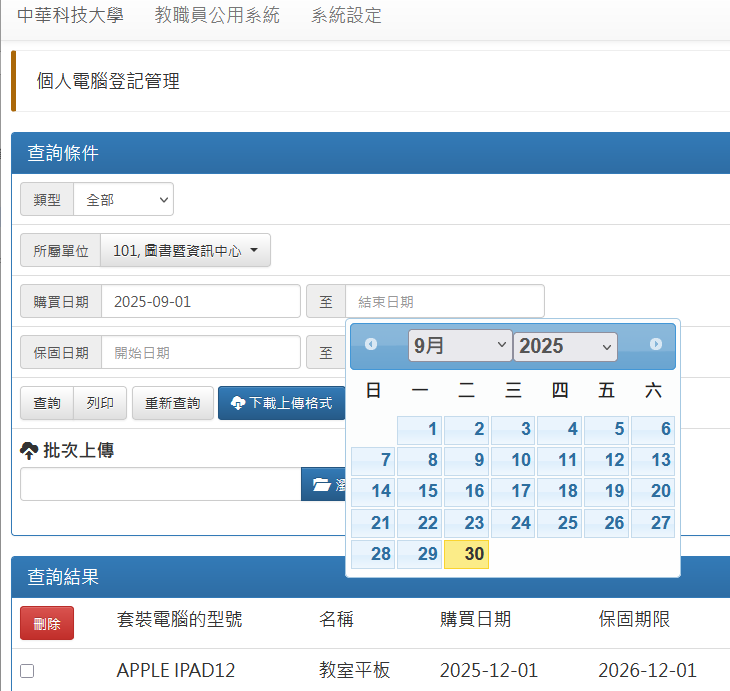 中華科技大學 教職員公用系統 系統設定
個人電腦登記管理
查詢條件
類型 全部
所屬單位 101, 圖書暨資訊中心
購買日期 2025-09-01 至 結束日期
保固日期 開始日期 至
9月 2025
日 一 二 三 四 五 六
1 2 3 4 5 6
7 8 9 10 11 12 13
14 15 16 17 18 19 20
21 22 23 24 25 26 27
28 29 30
查詢 列印 重新查詢 下載上傳格式
批次上傳
查詢結果
刪除 套裝電腦的型號 名稱 購買日期 保固期限
APPLE IPAD12 教室平板 2025-12-01 2026-12-01